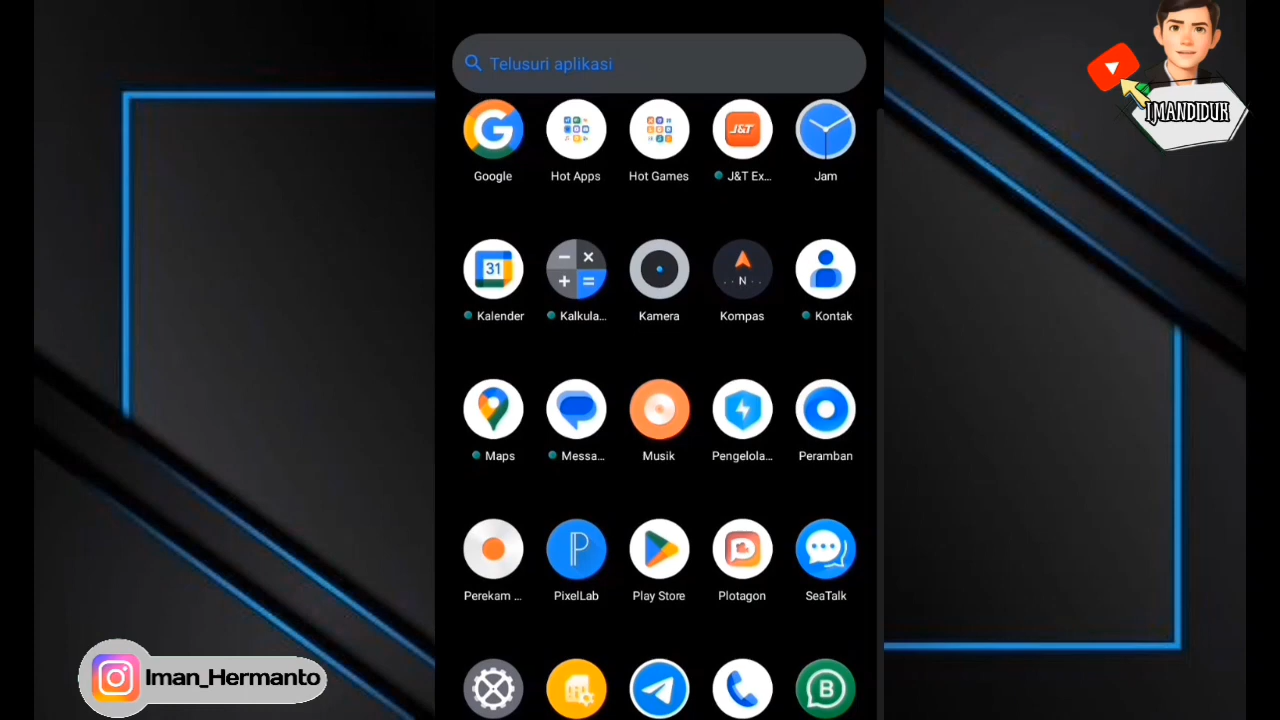 Telusuri aplikasi
IMANDIDUK
Google
Hot Apps
Hot Games
J&T Ex...
Jam
J&T
31
N
Kalender
Kalkula...
Kamera
Kompas
Kontak
Maps
Messa...
Musik
Pengelola...
Peramban
P
Perekam ...
PixelLab
Play Store
Plotagon
SeaTalk
B
Iman_Hermanto